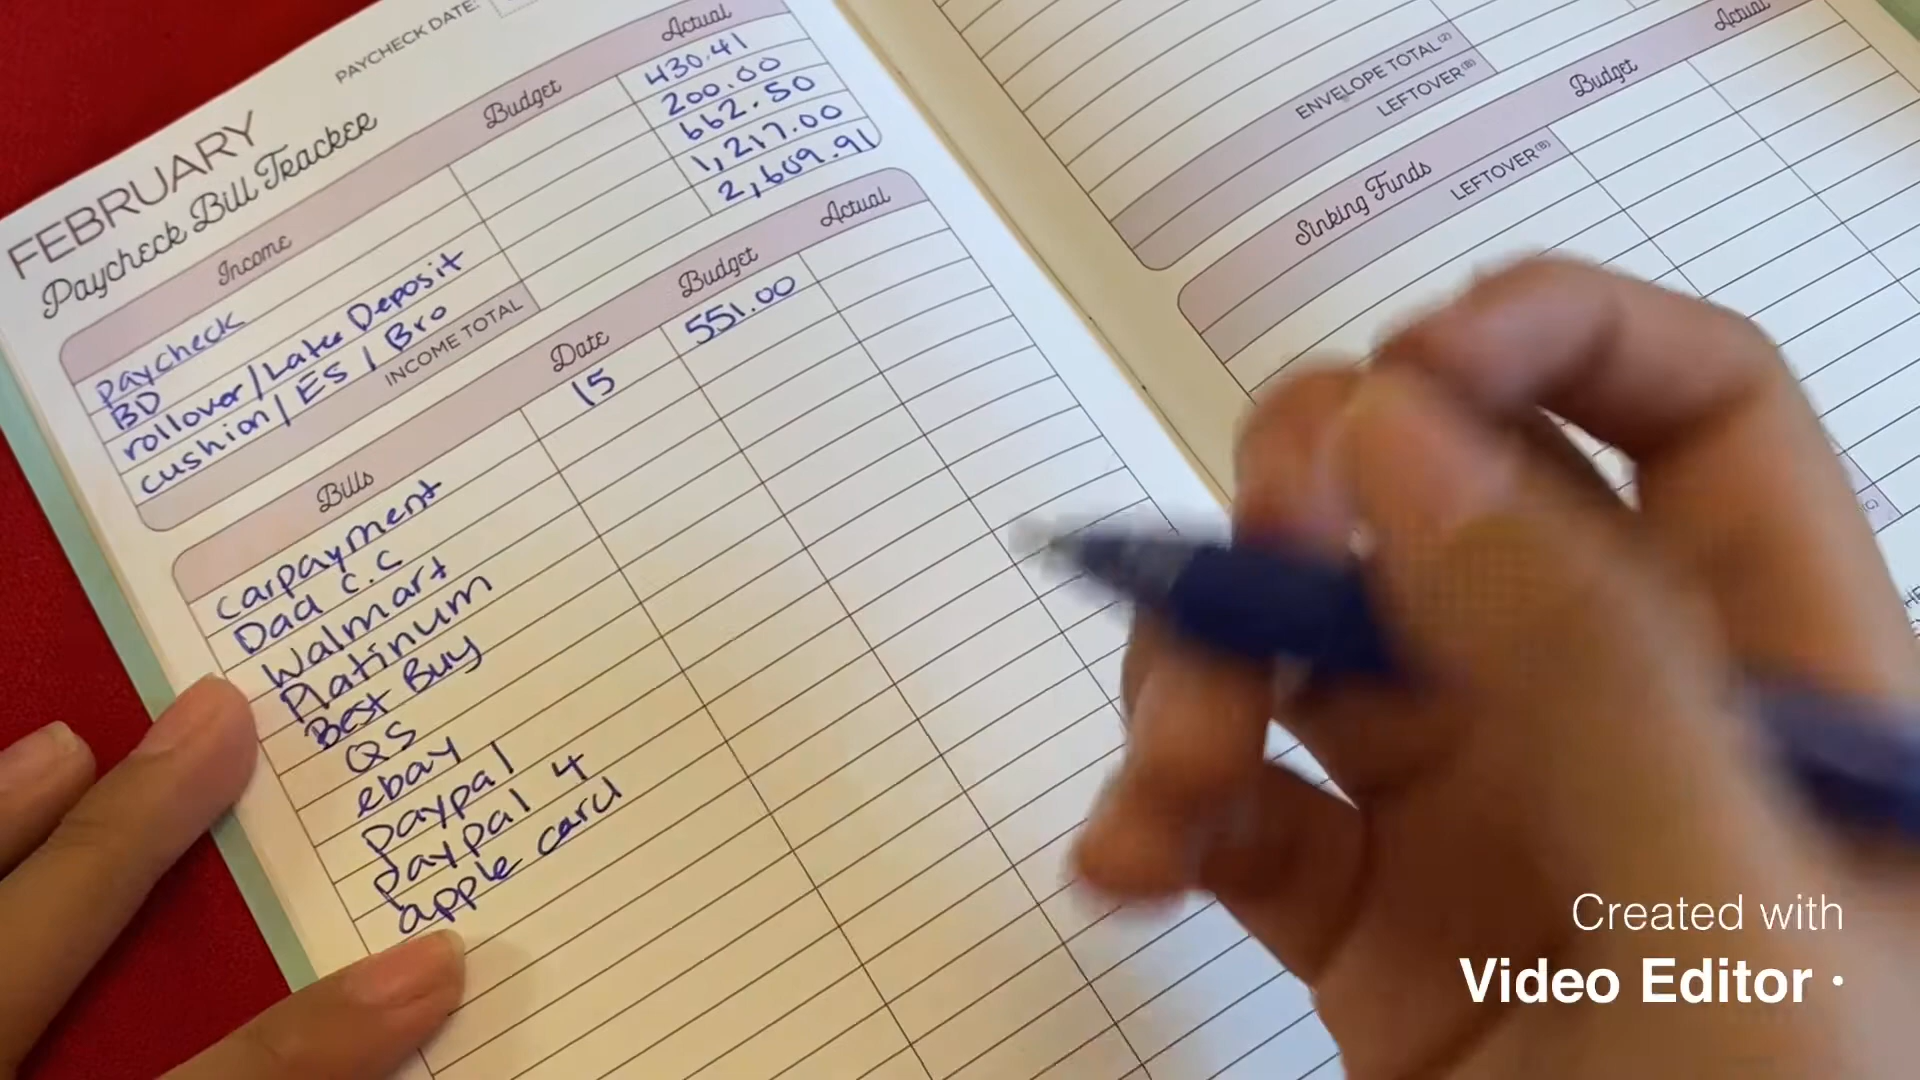 PAYCHECK DATE:
FEBRUARY
Paycheck Bill Tracker
Income Budget Actual
paycheck 430.41
BD 200.00
rollover/Late Deposit 662.50
cushion/ES/Bro 1,217.00
INCOME TOTAL 2,609.91
Bills Date Budget Actual
carpayment 15 551.00
Dad C.C
Walmart
Platinum
Best Buy
QS
ebay
paypal
paypal 4
apple card
ENVELOPE TOTAL(2)
LEFTOVER(B)
Sinking Funds Budget Actual
LEFTOVER(B)
Created with
Video Editor